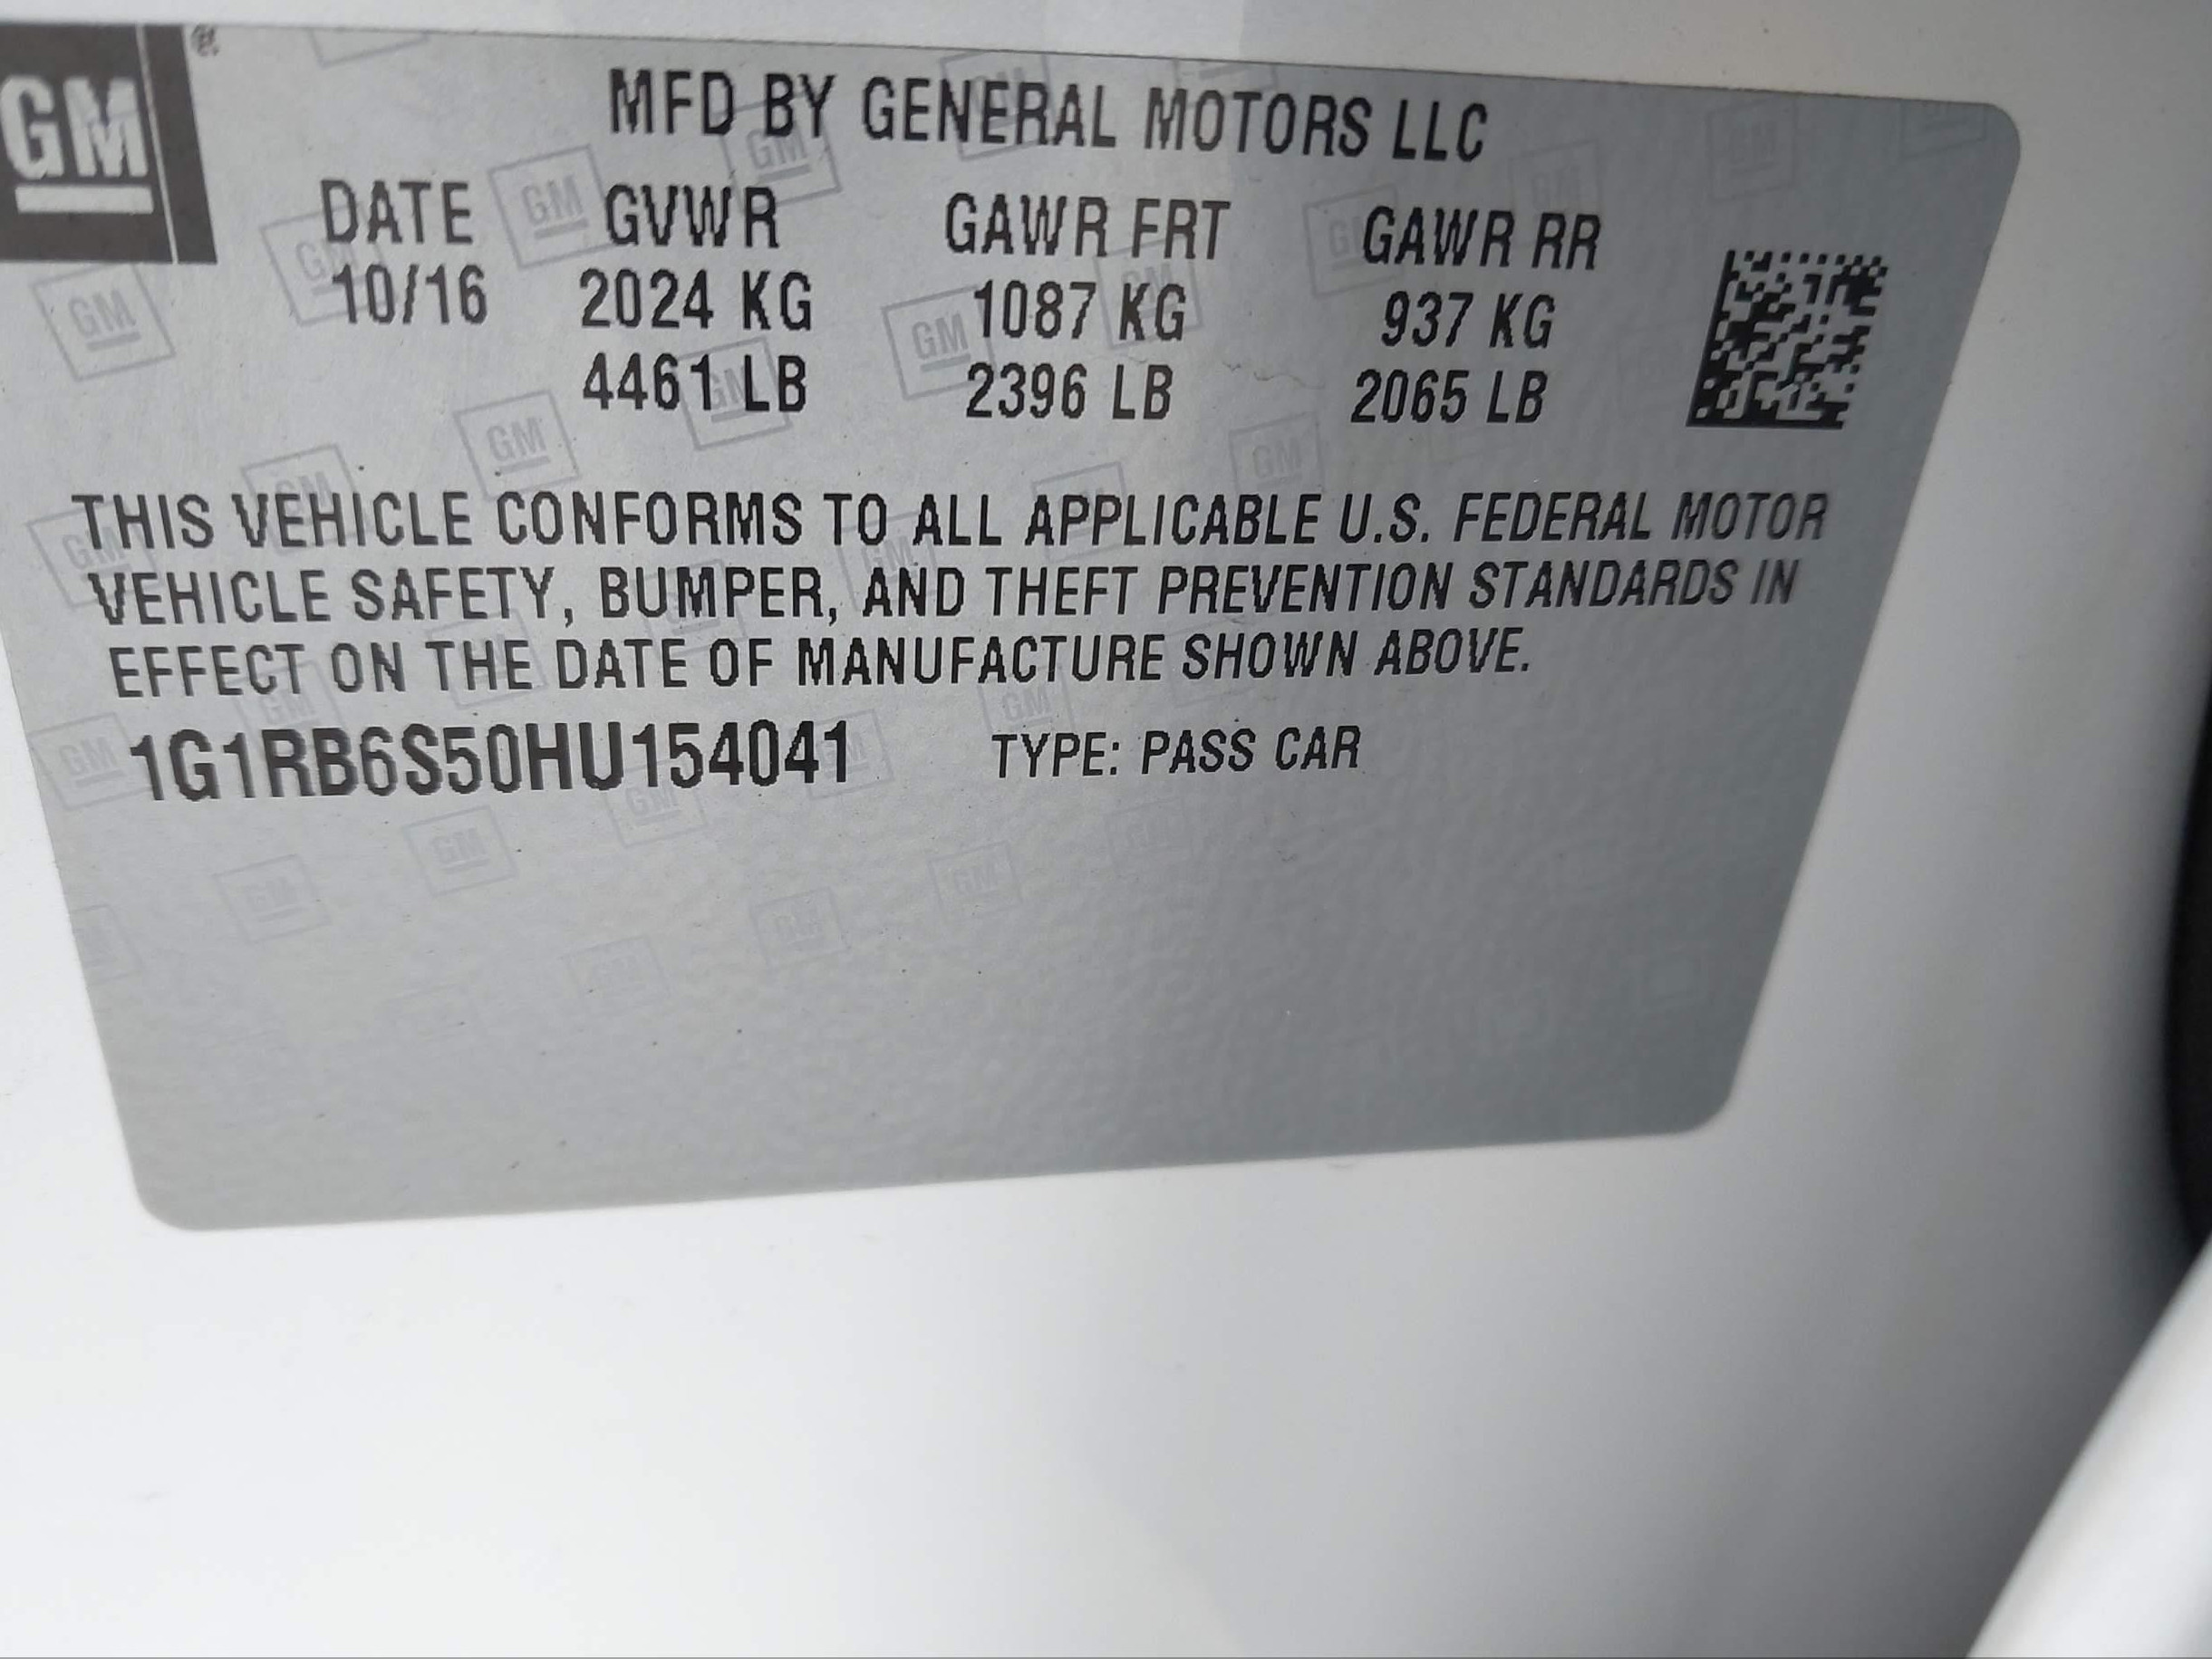 GM ®
MFD BY GENERAL MOTORS LLC
DATE GVWR GAWR FRT GAWR RR
10/16 2024 KG 1087 KG 937 KG
4461 LB 2396 LB 2065 LB
THIS VEHICLE CONFORMS TO ALL APPLICABLE U.S. FEDERAL MOTOR
VEHICLE SAFETY, BUMPER, AND THEFT PREVENTION STANDARDS IN
EFFECT ON THE DATE OF MANUFACTURE SHOWN ABOVE.
1G1RB6S50HU154041 TYPE: PASS CAR